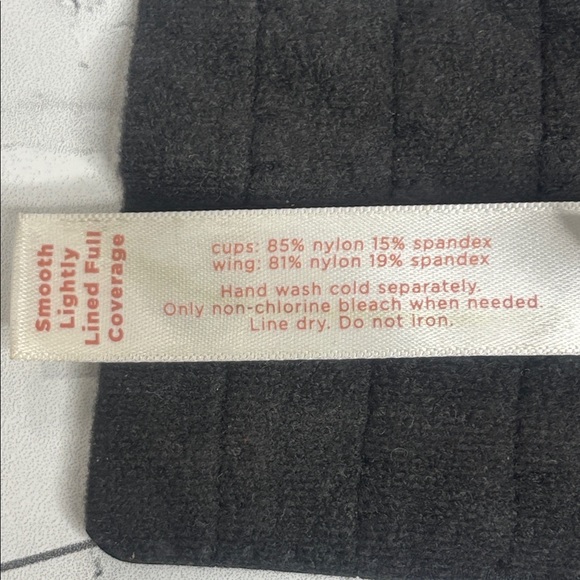 Smooth
Lightly
Lined Full
Coverage
cups: 85% nylon 15% spandex
wing: 81% nylon 19% spandex
Hand wash cold separately.
Only non-chlorine bleach when needed.
Line dry. Do not iron.